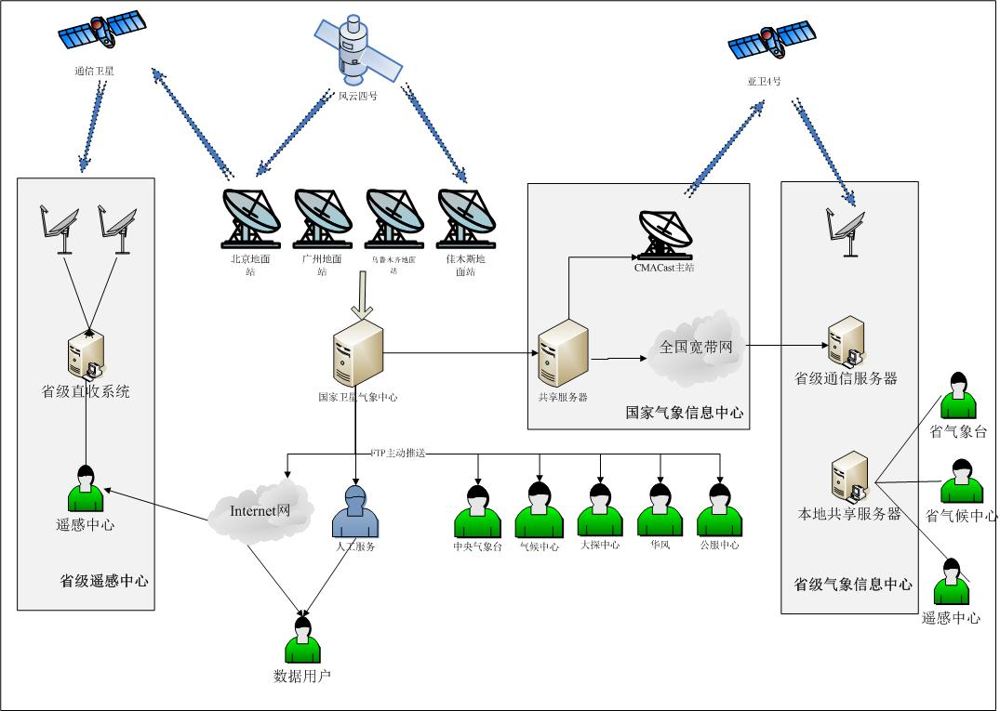 通信卫星
风云四号
亚卫4号
北京地面
站
广州地面
站
乌鲁木齐地面
站
佳木斯地
面站
CMACast主站
全国宽带网
省级直收系统
国家卫星气象中心
共享服务器
国家气象信息中心
省级通信服务器
省气象台
FTP主动推送
Internet网
遥感中心
人工服务
中央气象台
气候中心
大探中心
华风
公服中心
本地共享服务器
省气候中心
省级遥感中心
省级气象信息中心
遥感中心
数据用户